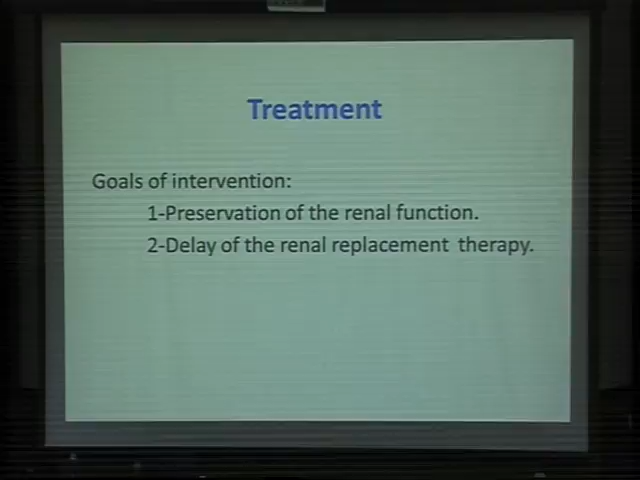 Treatment
Goals of intervention:
1-Preservation of the renal function.
2-Delay of the renal replacement therapy.